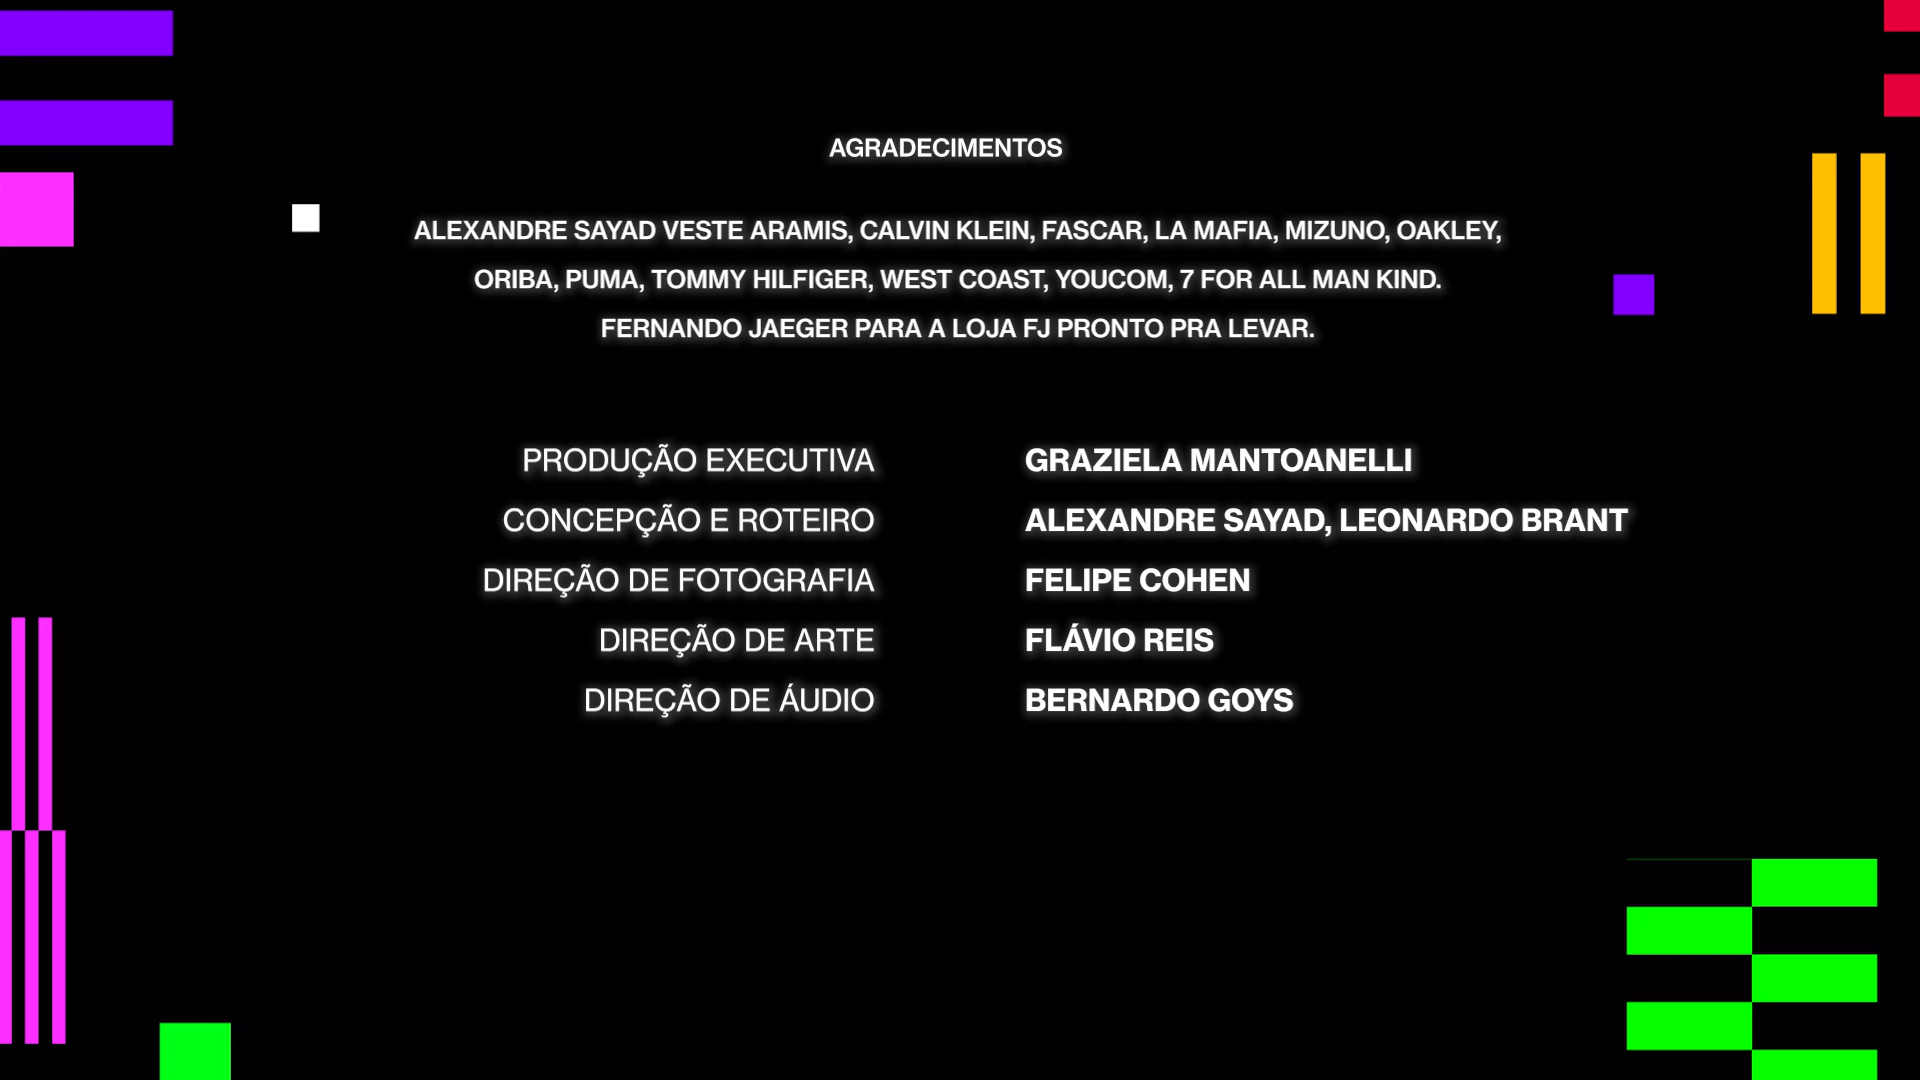 AGRADECIMENTOS
ALEXANDRE SAYAD VESTE ARAMIS, CALVIN KLEIN, FASCAR, LA MAFIA, MIZUNO, OAKLEY,
ORIBA, PUMA, TOMMY HILFIGER, WEST COAST, YOUCOM, 7 FOR ALL MAN KIND.
FERNANDO JAEGER PARA A LOJA FJ PRONTO PRA LEVAR.
PRODUÇÃO EXECUTIVA GRAZIELA MANTOANELLI
CONCEPÇÃO E ROTEIRO ALEXANDRE SAYAD, LEONARDO BRANT
DIREÇÃO DE FOTOGRAFIA FELIPE COHEN
DIREÇÃO DE ARTE FLÁVIO REIS
DIREÇÃO DE ÁUDIO BERNARDO GOYS